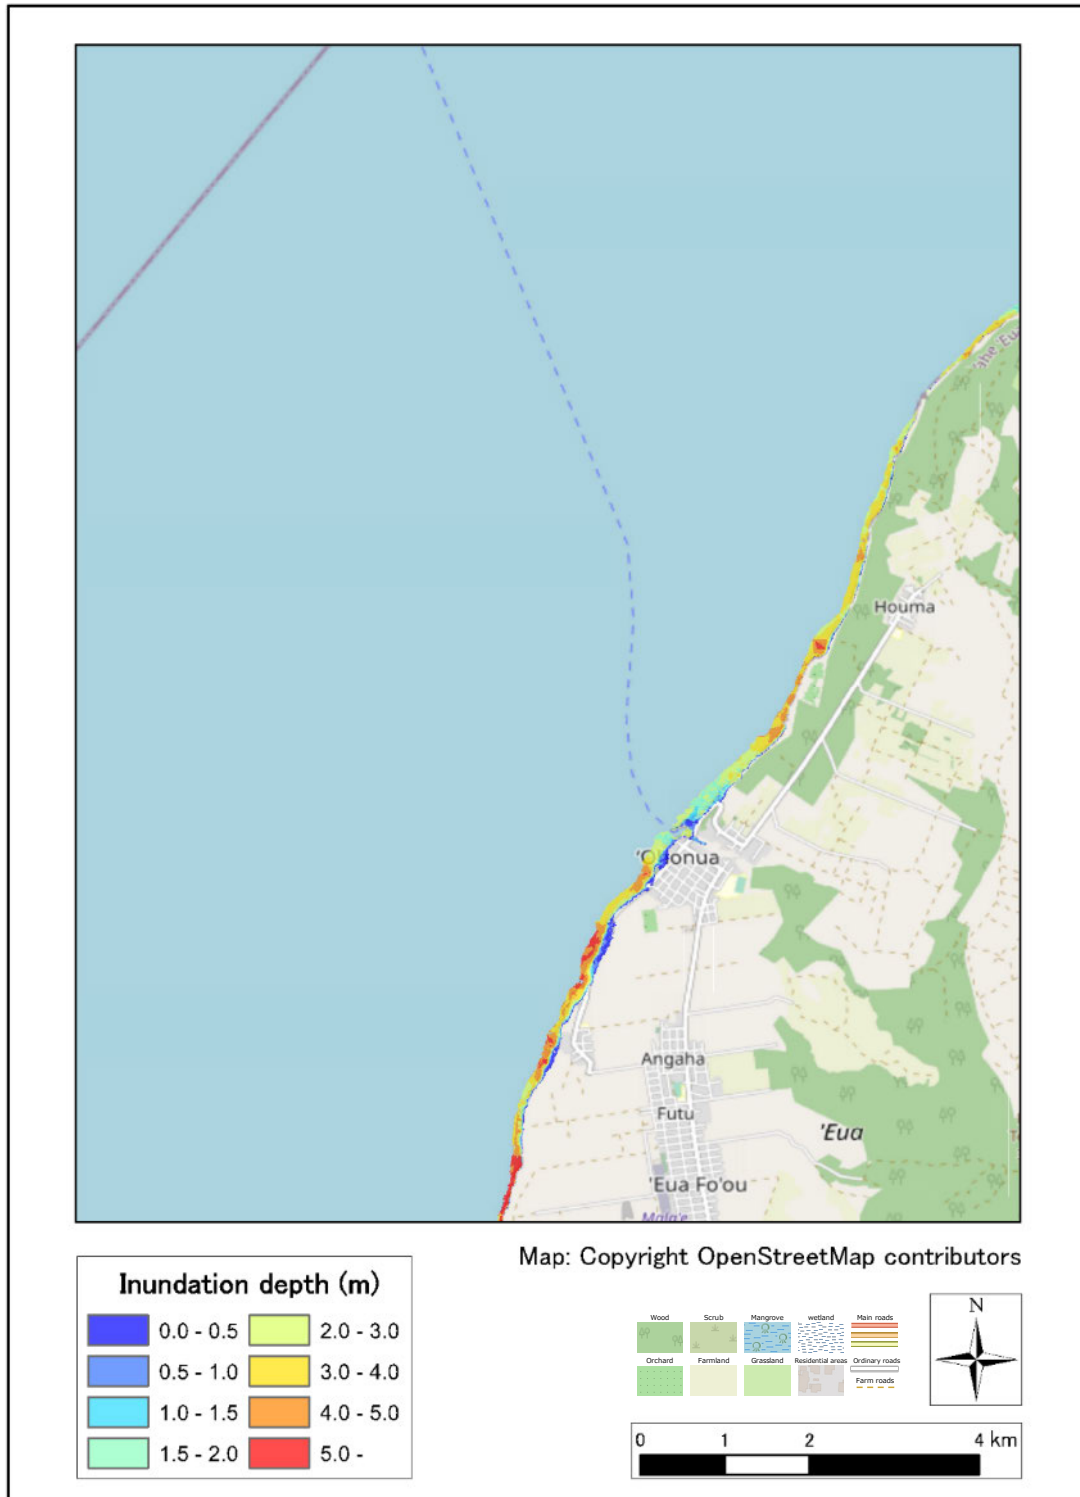 Houma
Angaha
Futu
'Eua
'Eua Fo'ou
Map: Copyright OpenStreetMap contributors
Inundation depth (m)
0.0 - 0.5
2.0 - 3.0
0.5 - 1.0
3.0 - 4.0
1.0 - 1.5
4.0 - 5.0
1.5 - 2.0
5.0 -
Wood
Scrub
Mangrove
wetland
Main roads
Orchard
Farmland
Grassland
Residential areas
Ordinary roads
Farm roads
N
0 1 2 4 km